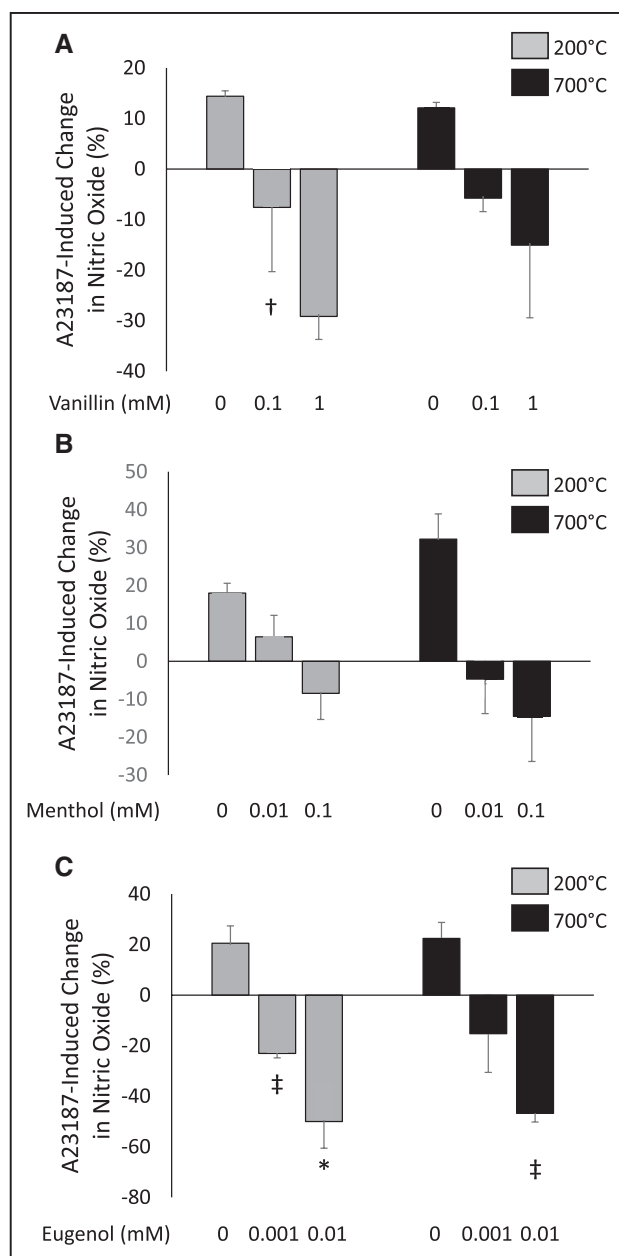 A
200°C
700°C
A23187-Induced Change
in Nitric Oxide (%)
20
10
0
-10
-20
-30
-40
†
Vanillin (mM) 0 0.1 1 0 0.1 1
B
200°C
700°C
A23187-Induced Change
in Nitric Oxide (%)
50
40
30
20
10
0
-10
-20
-30
Menthol (mM) 0 0.01 0.1 0 0.01 0.1
C
200°C
700°C
A23187-Induced Change
in Nitric Oxide (%)
40
20
0
-20
-40
-60
-80
‡
*
‡
Eugenol (mM) 0 0.001 0.01 0 0.001 0.01